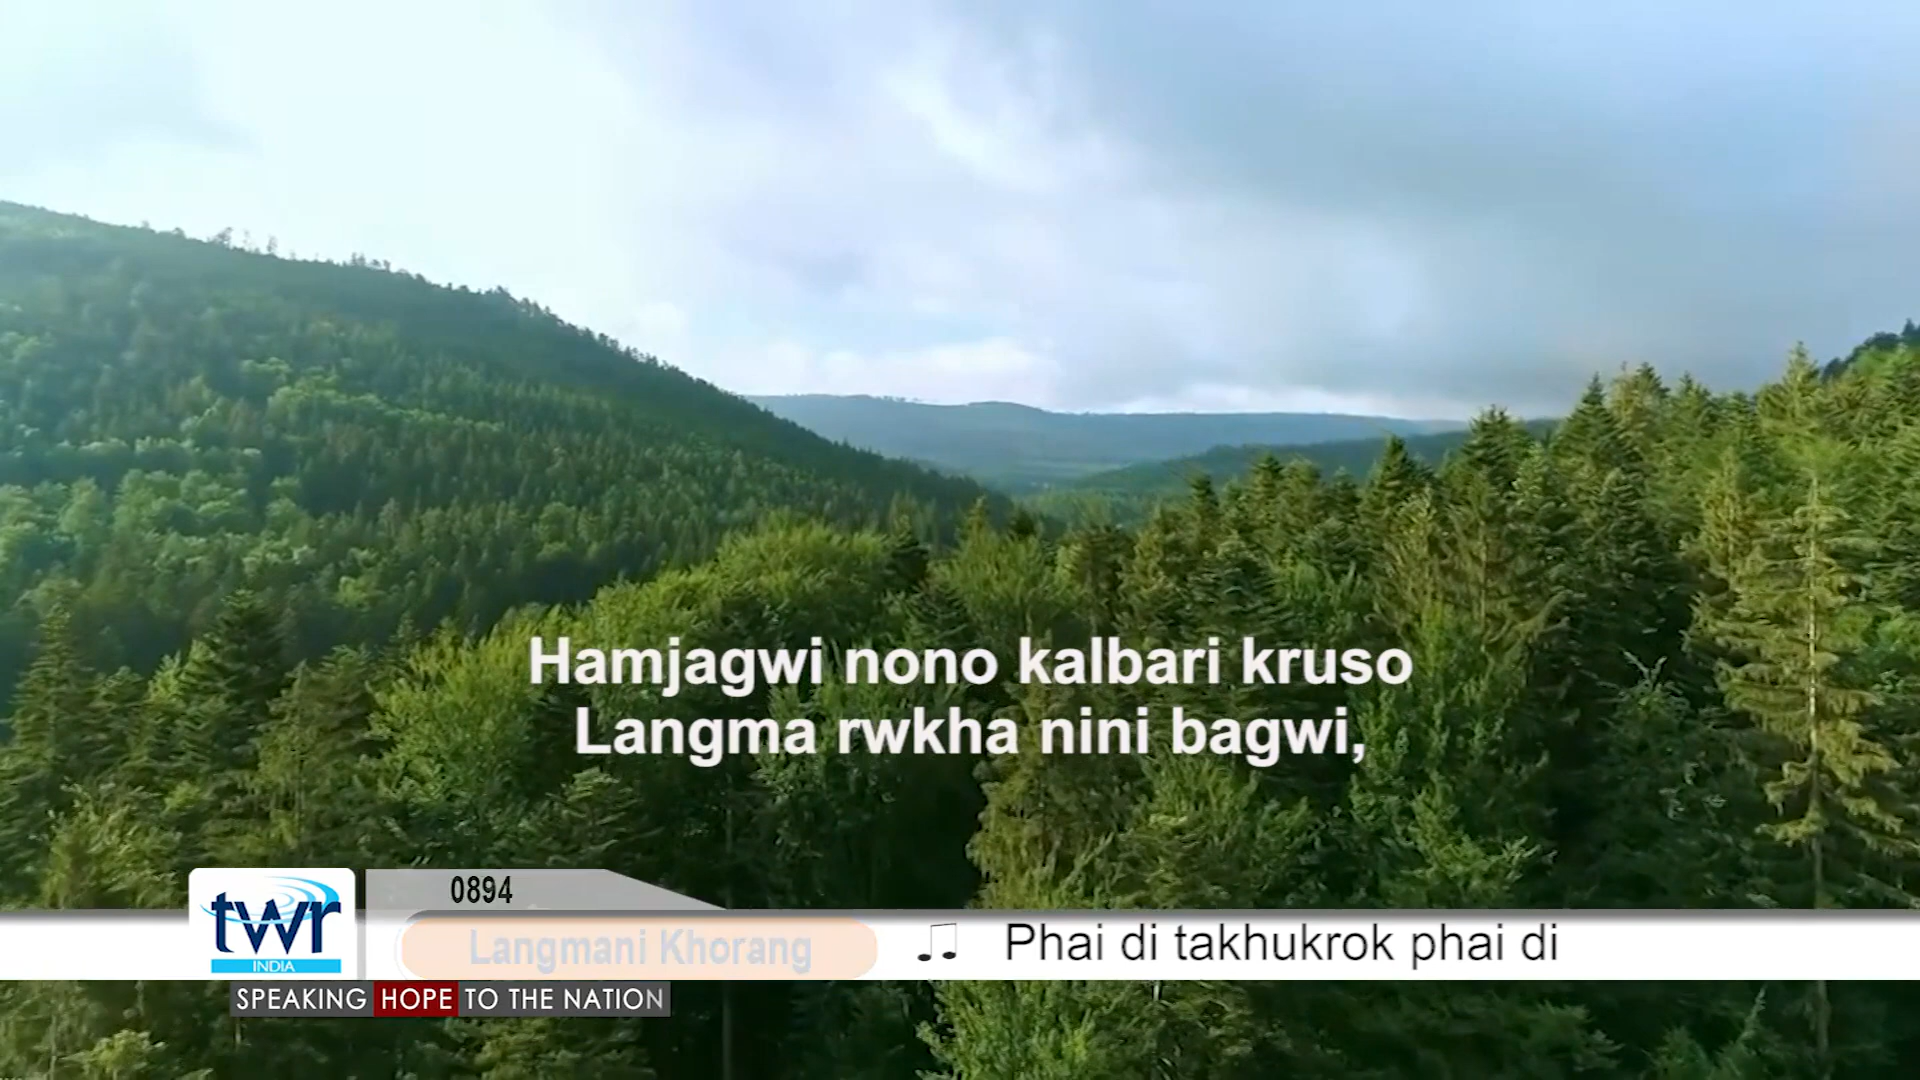 Hamjagwi nono kalbari kruso
Langma rwkha nini bagwi,
0894
twr
INDIA
Langmani Khorang
Phai di takhukrok phai di
SPEAKING HOPE TO THE NATION